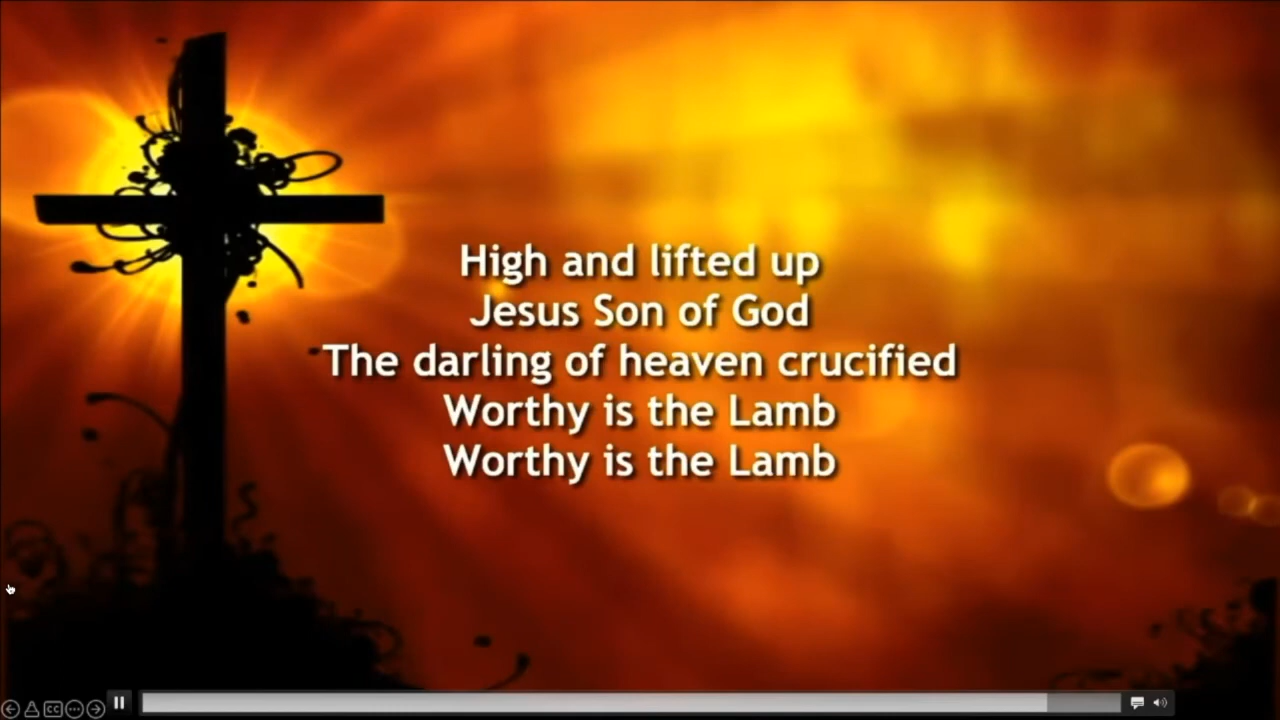 High and lifted up
Jesus Son of God
The darling of heaven crucified
Worthy is the Lamb
Worthy is the Lamb
CC